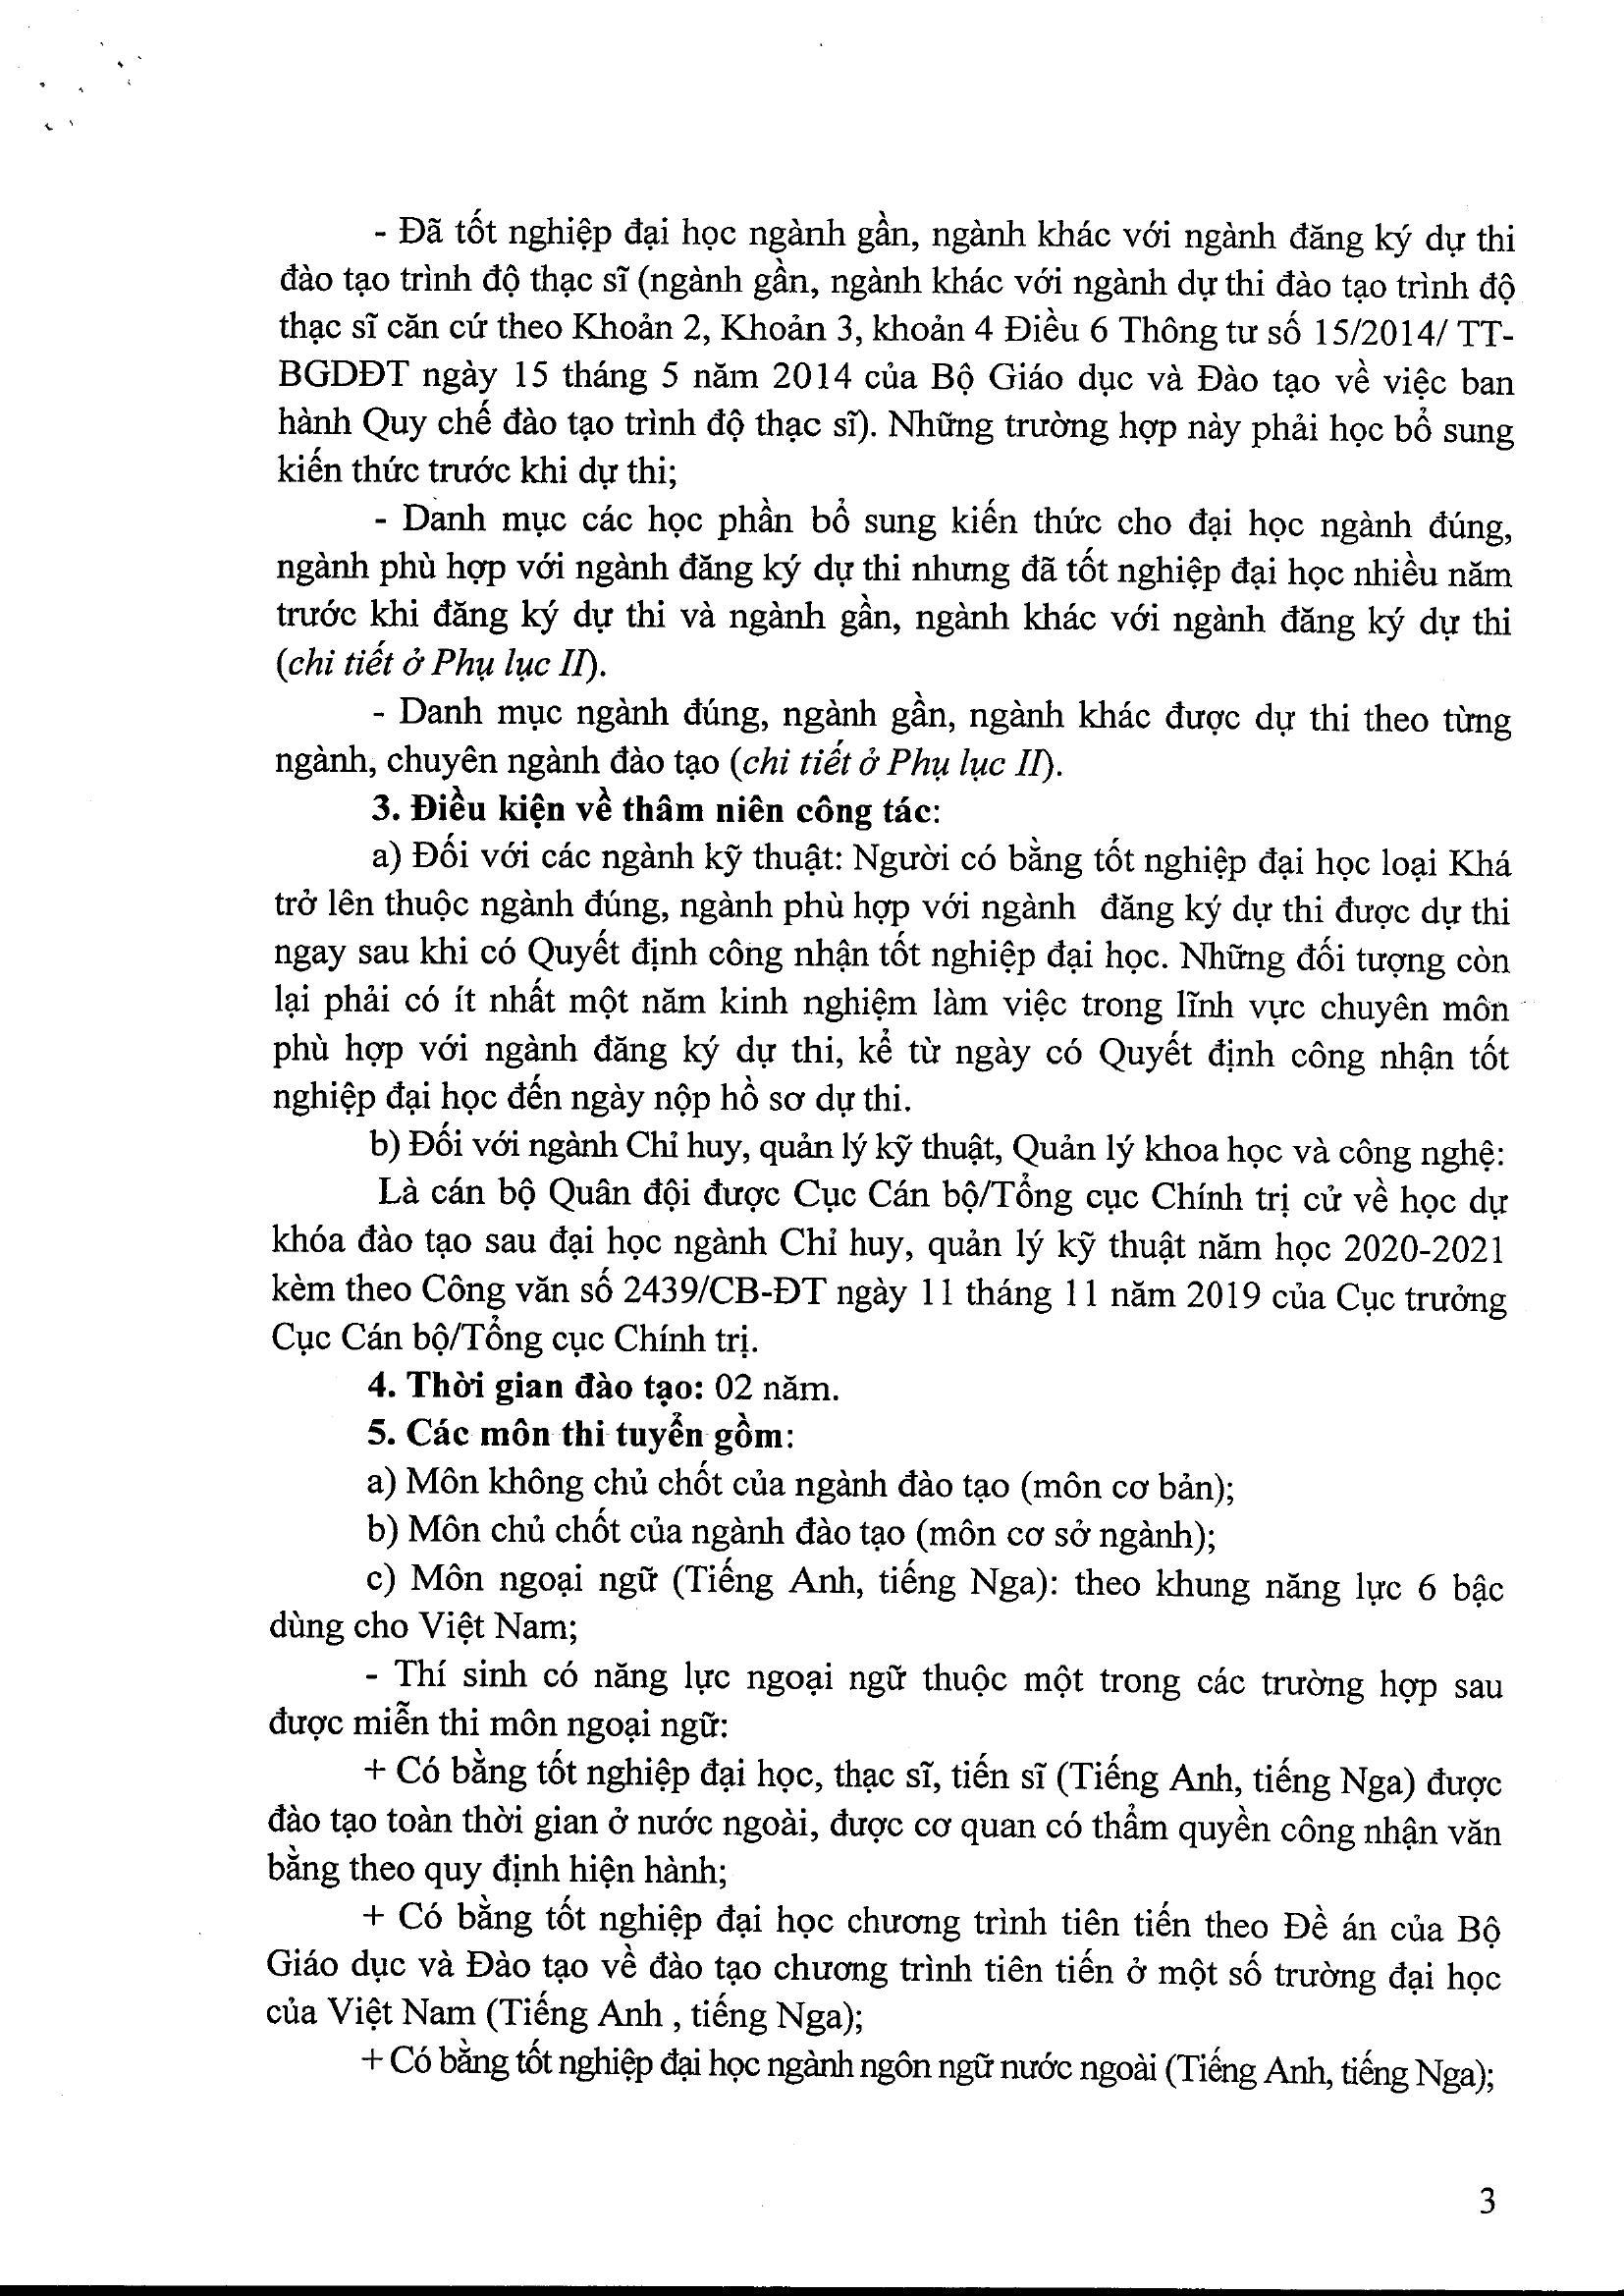 - Đã tốt nghiệp đại học ngành gần, ngành khác với ngành đăng ký dự thi
đào tạo trình độ thạc sĩ (ngành gần, ngành khác với ngành dự thi đào tạo trình độ
thạc sĩ căn cứ theo Khoản 2, Khoản 3, khoản 4 Điều 6 Thông tư số 15/2014/ TT-
BGDĐT ngày 15 tháng 5 năm 2014 của Bộ Giáo dục và Đào tạo về việc ban
hành Quy chế đào tạo trình độ thạc sĩ). Những trường hợp này phải học bổ sung
kiến thức trước khi dự thi;
- Danh mục các học phần bổ sung kiến thức cho đại học ngành đúng,
ngành phù hợp với ngành đăng ký dự thi nhưng đã tốt nghiệp đại học nhiều năm
trước khi đăng ký dự thi và ngành gần, ngành khác với ngành đăng ký dự thi
(chi tiết ở Phụ lục II).
- Danh mục ngành đúng, ngành gần, ngành khác được dự thi theo từng
ngành, chuyên ngành đào tạo (chi tiết ở Phụ lục II).
3. Điều kiện về thâm niên công tác:
a) Đối với các ngành kỹ thuật: Người có bằng tốt nghiệp đại học loại Khá
trở lên thuộc ngành đúng, ngành phù hợp với ngành đăng ký dự thi được dự thi
ngay sau khi có Quyết định công nhận tốt nghiệp đại học. Những đối tượng còn
lại phải có ít nhất một năm kinh nghiệm làm việc trong lĩnh vực chuyên môn
phù hợp với ngành đăng ký dự thi, kể từ ngày có Quyết định công nhận tốt
nghiệp đại học đến ngày nộp hồ sơ dự thi.
b) Đối với ngành Chỉ huy, quản lý kỹ thuật, Quản lý khoa học và công nghệ:
Là cán bộ Quân đội được Cục Cán bộ/Tổng cục Chính trị cử về học dự
khóa đào tạo sau đại học ngành Chỉ huy, quản lý kỹ thuật năm học 2020-2021
kèm theo Công văn số 2439/CB-ĐT ngày 11 tháng 11 năm 2019 của Cục trưởng
Cục Cán bộ/Tổng cục Chính trị.
4. Thời gian đào tạo: 02 năm.
5. Các môn thi tuyển gồm:
a) Môn không chủ chốt của ngành đào tạo (môn cơ bản);
b) Môn chủ chốt của ngành đào tạo (môn cơ sở ngành);
c) Môn ngoại ngữ (Tiếng Anh, tiếng Nga): theo khung năng lực 6 bậc
dùng cho Việt Nam;
- Thí sinh có năng lực ngoại ngữ thuộc một trong các trường hợp sau
được miễn thi môn ngoại ngữ:
+ Có bằng tốt nghiệp đại học, thạc sĩ, tiến sĩ (Tiếng Anh, tiếng Nga) được
đào tạo toàn thời gian ở nước ngoài, được cơ quan có thẩm quyền công nhận văn
bằng theo quy định hiện hành;
+ Có bằng tốt nghiệp đại học chương trình tiên tiến theo Đề án của Bộ
Giáo dục và Đào tạo về đào tạo chương trình tiên tiến ở một số trường đại học
của Việt Nam (Tiếng Anh , tiếng Nga);
+ Có bằng tốt nghiệp đại học ngành ngôn ngữ nước ngoài (Tiếng Anh, tiếng Nga);
3